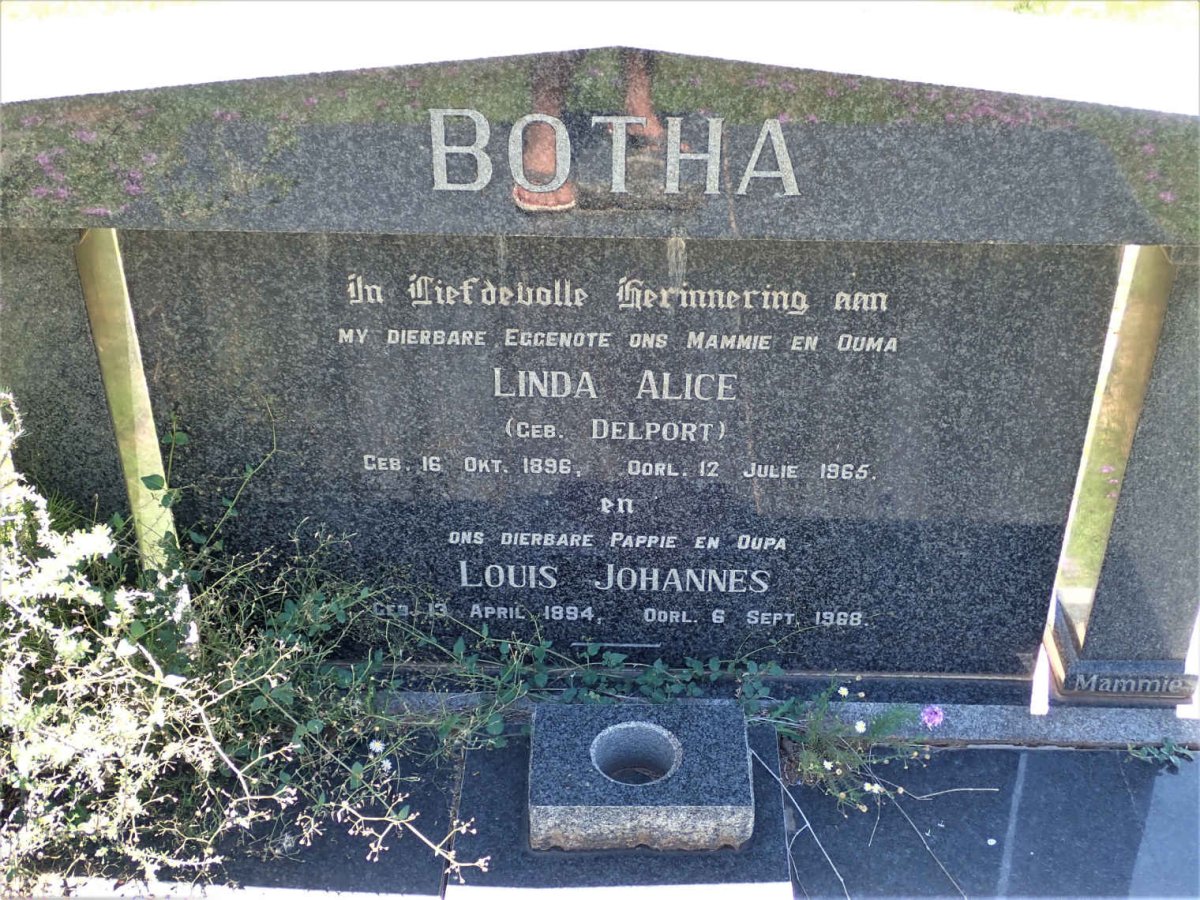 BOTHA
In Liefdevolle Herinnering aan
MY DIERBARE EGGENOTE ONS MAMMIE EN OUMA
LINDA ALICE
(GEB. DELPORT)
GEB. 16 OKT. 1896, OORL. 12 JULIE 1965.
en
ONS DIERBARE PAPPIE EN OUPA
LOUIS JOHANNES
GEB. 13 APRIL 1894, OORL. 6 SEPT. 1968.
Mammie